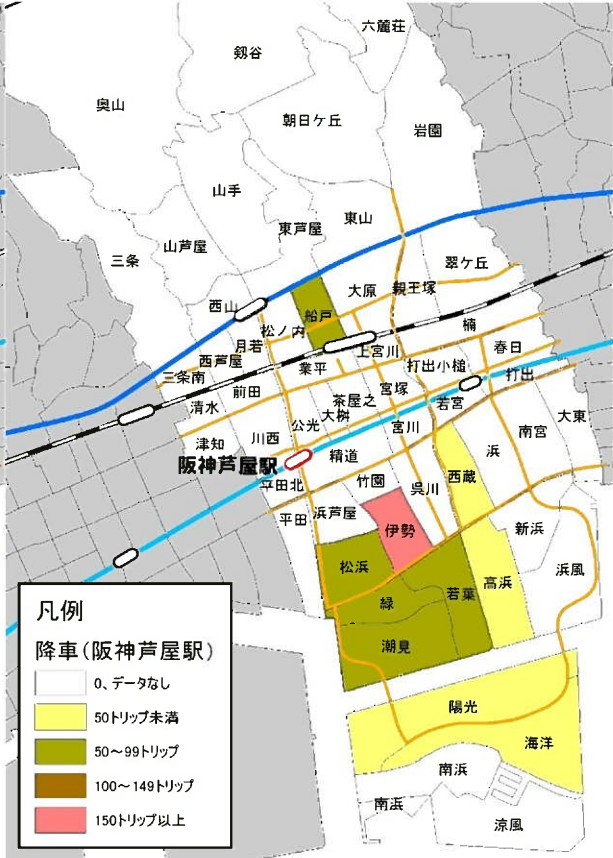 六麓荘
剱谷
奥山
朝日ケ丘
岩園
山手
東山
東芦屋
山芦屋
三条
翠ケ丘
大原
親王塚
西山
船戸
楠
松ノ内
月若
上宮川
春日
西芦屋
業平
打出小槌
打出
三条南
前田
宮塚
茶屋之
若宮
清水
大桝
大東
公光
宮川
南宮
津知
川西
浜
精道
阪神芦屋駅
西蔵
竹園
平田北
呉川
浜芦屋
平田
伊勢
新浜
松浜
浜風
高浜
若葉
緑
潮見
陽光
海洋
南浜
南浜
涼風
凡例
降車(阪神芦屋駅)
0、データなし
50トリップ未満
50～99トリップ
100～149トリップ
150トリップ以上